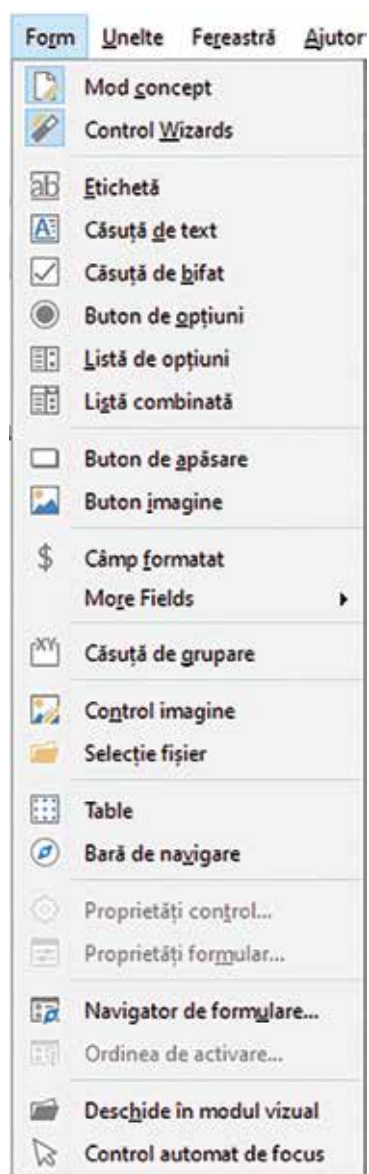 Form Unelte Fereastră Ajutor
Mod concept
Control Wizards
Etichetă
Căsuță de text
Căsuță de bifat
Buton de opțiuni
Listă de opțiuni
Listă combinată
Buton de apăsare
Buton imagine
Câmp formatat
More Fields
Căsuță de grupare
Control imagine
Selecție fișier
Table
Bară de navigare
Proprietăți control...
Proprietăți formular...
Navigator de formulare...
Ordinea de activare...
Deschide în modul vizual
Control automat de focus